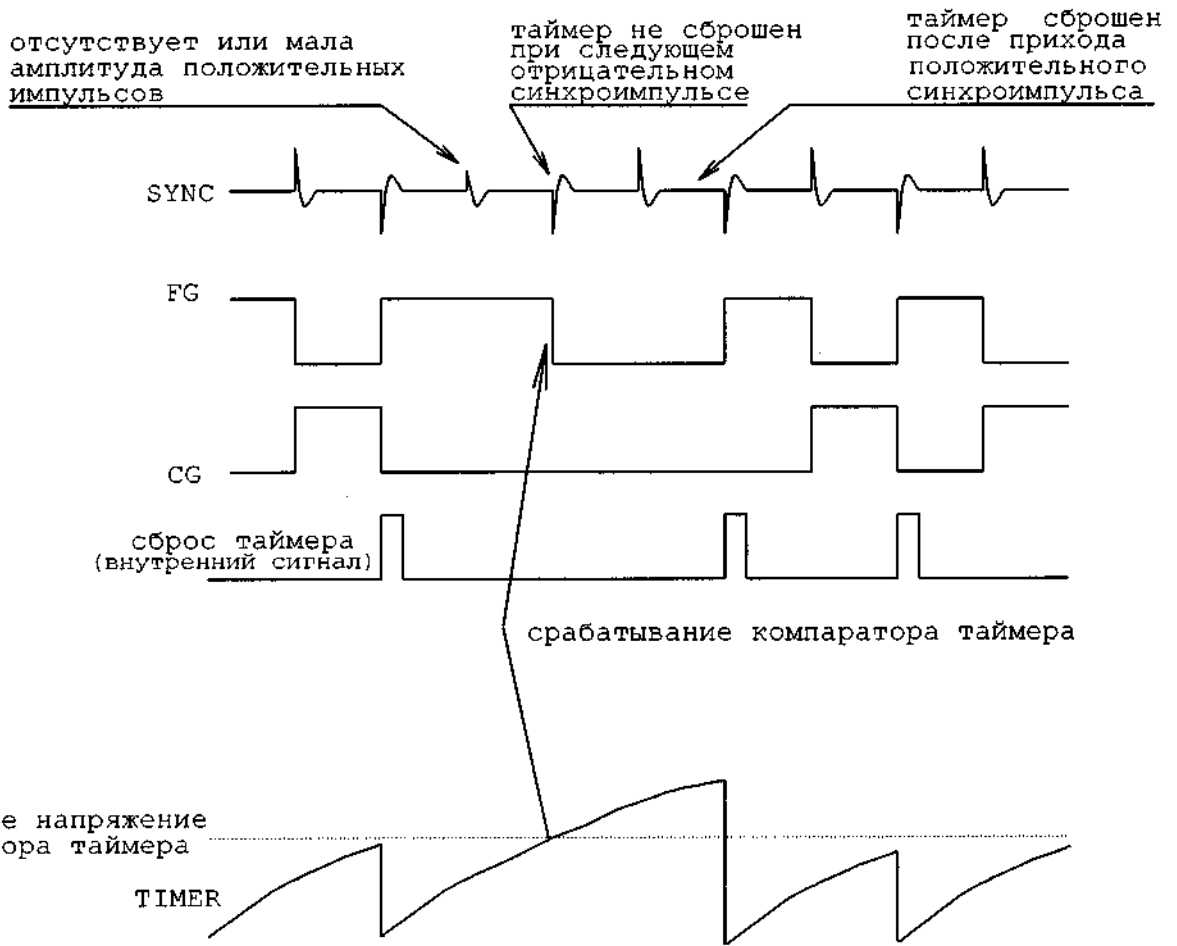 отсутствует или мала
амплитуда положительных
импульсов
таймер не сброшен
при следующем
отрицательном
синхроимпульсе
таймер сброшен
после прихода
положительного
синхроимпульса
SYNC
FG
CG
сброс таймера
(внутренний сигнал)
срабатывание компаратора таймера
е напряжение
ора таймера
TIMER